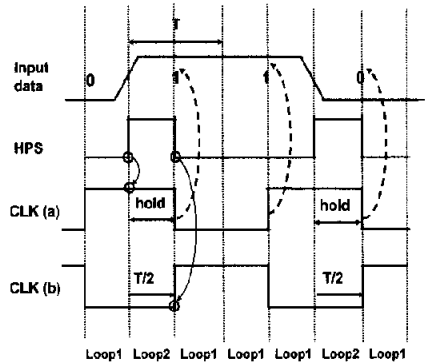 T
Input data
0 1 1 0
HPS
CLK (a)
hold hold
CLK (b)
T/2 T/2
Loop1 Loop2 Loop1 Loop1 Loop1 Loop2 Loop1